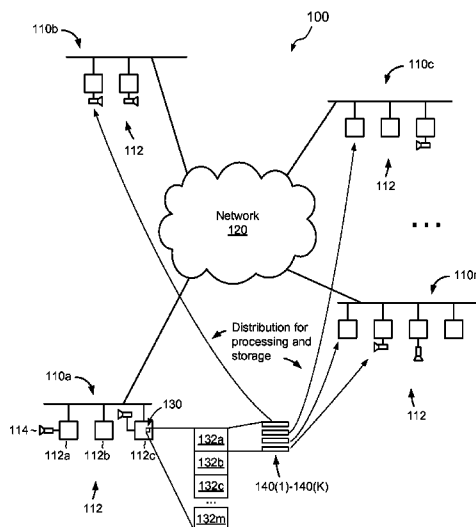 100
110b
110c
112
112
Network
120
...
110n
Distribution for
processing and
storage
110a
130
114
132a
112a
112b
112c
132b
112
132c
140(1)-140(K)
...
132m
112